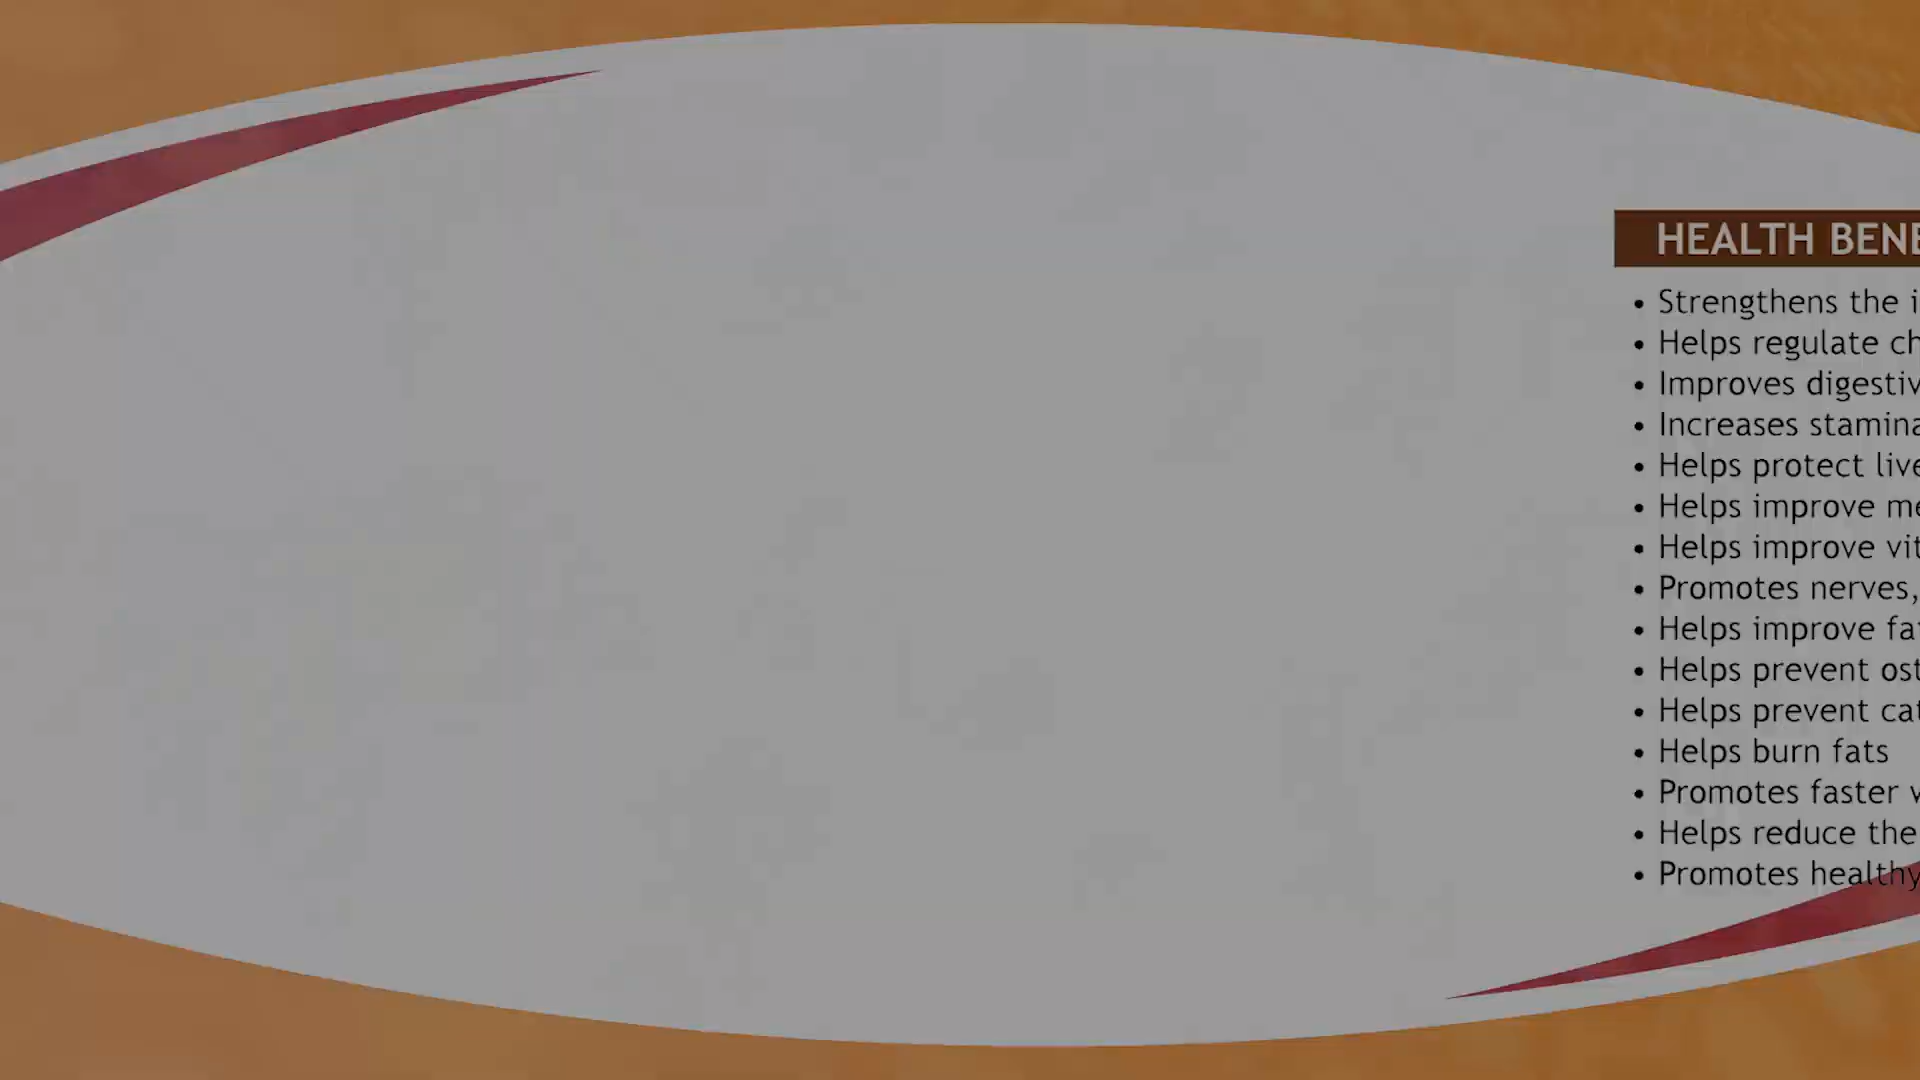 HEALTH BENE
• Strengthens the i
• Helps regulate ch
• Improves digestiv
• Increases stamina
• Helps protect live
• Helps improve me
• Helps improve vit
• Promotes nerves,
• Helps improve fat
• Helps prevent ost
• Helps prevent cat
• Helps burn fats
• Promotes faster w
• Helps reduce the
• Promotes healthy